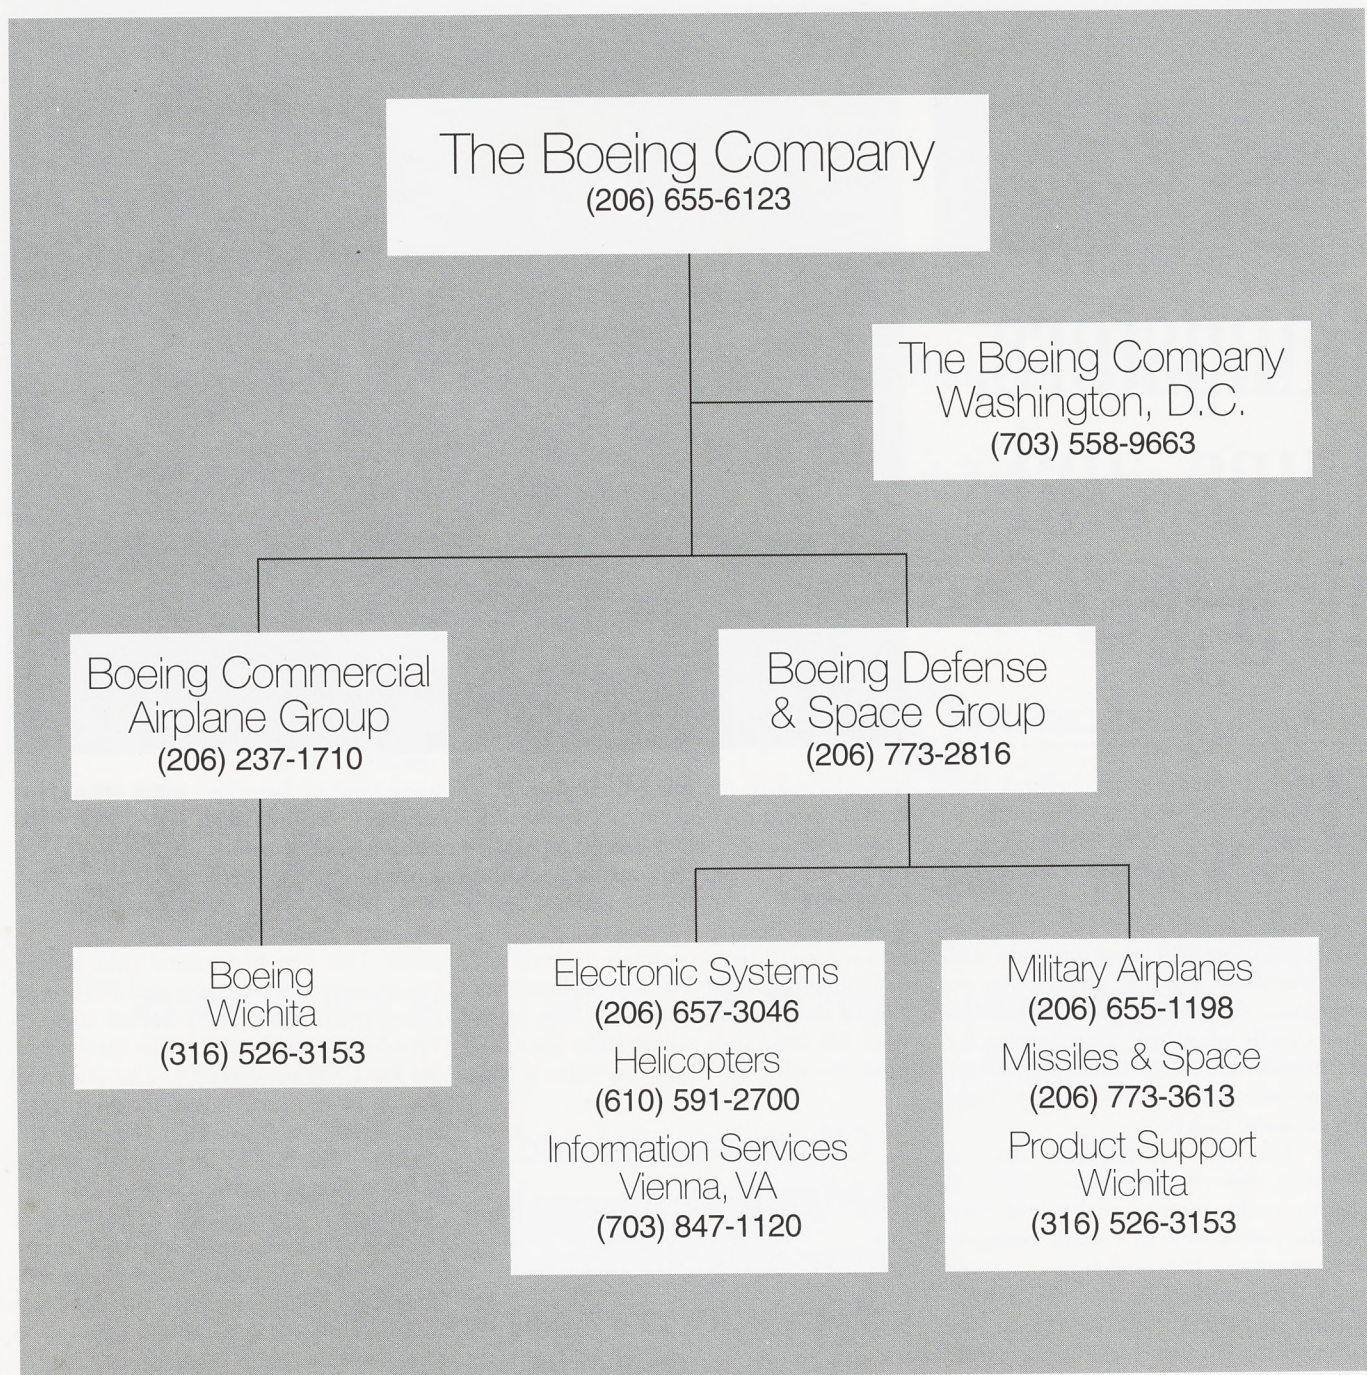 The Boeing Company
(206) 655-6123
The Boeing Company
Washington, D.C.
(703) 558-9663
Boeing Commercial
Airplane Group
(206) 237-1710
Boeing Defense
& Space Group
(206) 773-2816
Boeing
Wichita
(316) 526-3153
Electronic Systems
(206) 657-3046
Helicopters
(610) 591-2700
Information Services
Vienna, VA
(703) 847-1120
Military Airplanes
(206) 655-1198
Missiles & Space
(206) 773-3613
Product Support
Wichita
(316) 526-3153